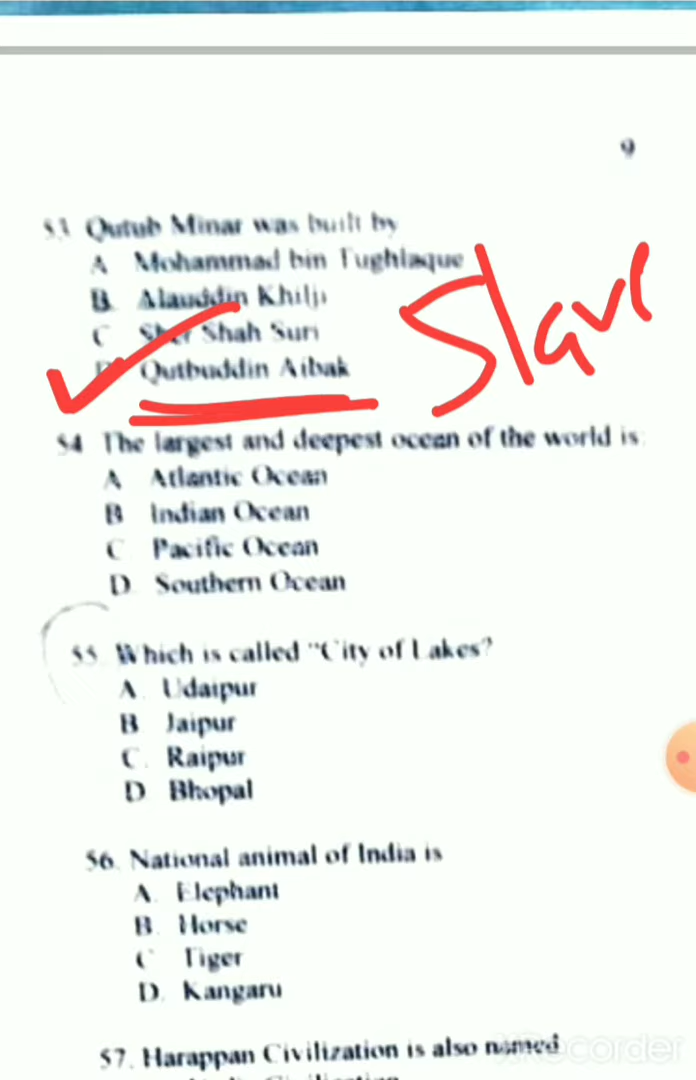 9
53 Qutub Minar was built by
A Mohammad bin Tughlaque
B. Alauddin Khilji
C Sher Shah Suri
D Qutbuddin Aibak
Slave
54 The largest and deepest ocean of the world is:
A Atlantic Ocean
B Indian Ocean
C Pacific Ocean
D. Southern Ocean
55. Which is called "City of Lakes?
A. Udaipur
B Jaipur
C. Raipur
D Bhopal
56. National animal of India is
A. Elephant
B. Horse
C Tiger
D. Kangaru
57. Harappan Civilization is also named
XRecorder